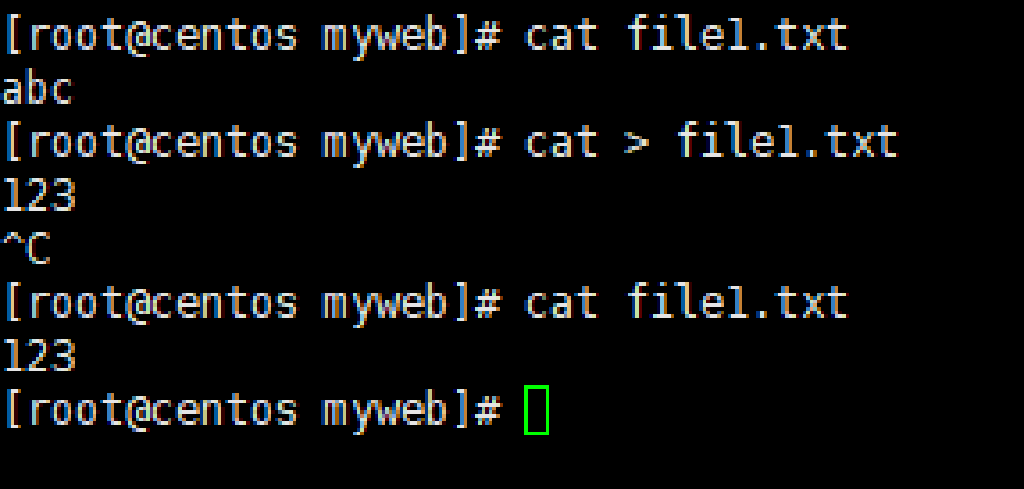 [root@centos myweb]# cat file1.txt
abc
[root@centos myweb]# cat > file1.txt
123
^C
[root@centos myweb]# cat file1.txt
123
[root@centos myweb]#